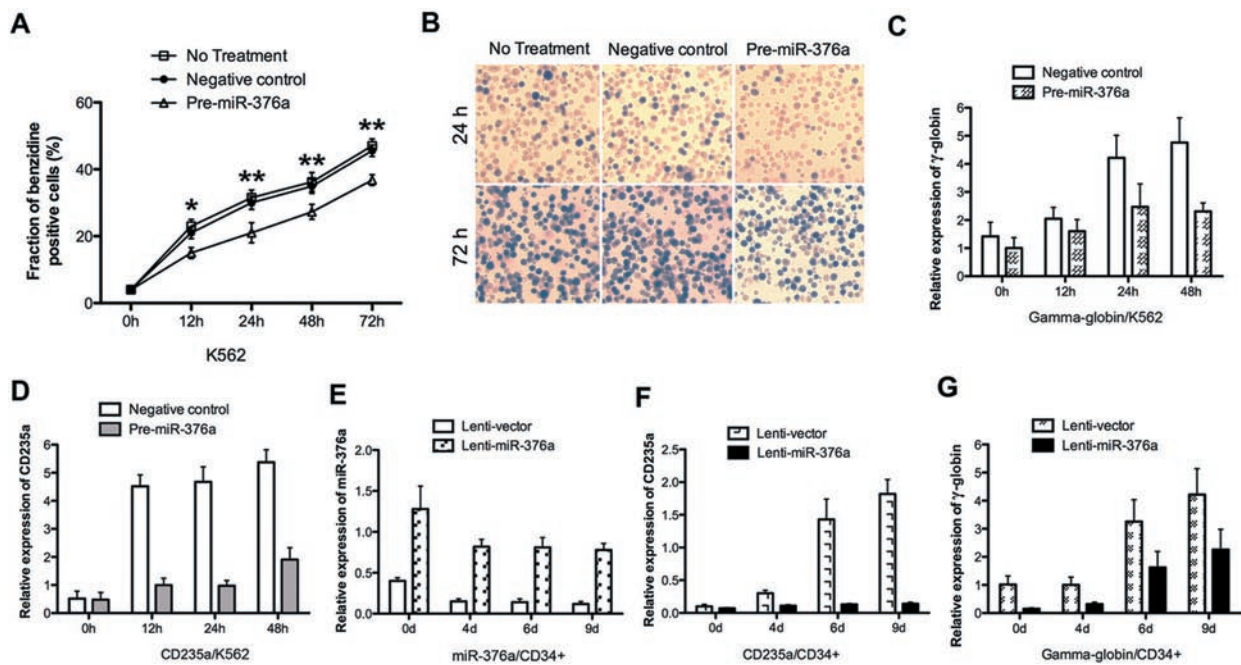 A
No Treatment
Negative control
Pre-miR-376a
Fraction of benzidine
positive cells (%)
60
40
20
0
* ** ** **
0h 12h 24h 48h 72h
K562
B
No Treatment Negative control Pre-miR-376a
24 h
72 h
C
Negative control
Pre-miR-376a
Relative expression of γ-globin
6
5
4
3
2
1
0
0h 12h 24h 48h
Gamma-globin/K562
D
Negative control
Pre-miR-376a
Relative expression of CD235a
6
5
4
3
2
1
0
0h 12h 24h 48h
CD235a/K562
E
Lenti-vector
Lenti-miR-376a
Relative expression of miR-376a
2.0
1.5
1.0
0.5
0.0
0d 4d 6d 9d
miR-376a/CD34+
F
Lenti-vector
Lenti-miR-376a
Relative expression of CD235a
2.5
2.0
1.5
1.0
0.5
0.0
0d 4d 6d 9d
CD235a/CD34+
G
Lenti-vector
Lenti-miR-376a
Relative expression of γ-globin
6
5
4
3
2
1
0
0d 4d 6d 9d
Gamma-globin/CD34+